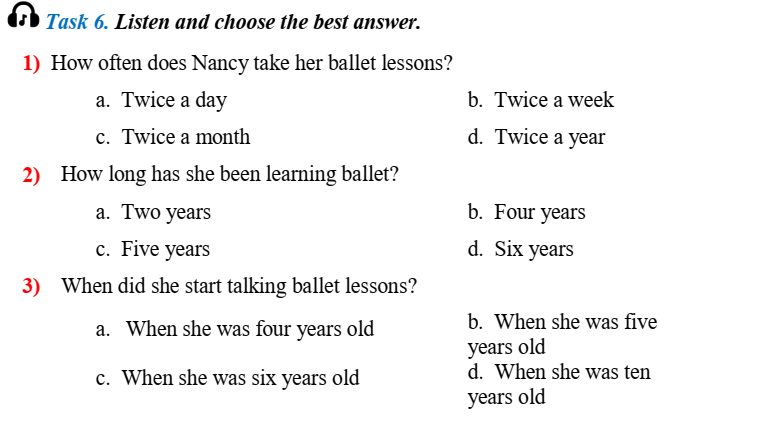 Task 6. Listen and choose the best answer.
1) How often does Nancy take her ballet lessons?
a. Twice a day
b. Twice a week
c. Twice a month
d. Twice a year
2) How long has she been learning ballet?
a. Two years
b. Four years
c. Five years
d. Six years
3) When did she start talking ballet lessons?
a. When she was four years old
b. When she was five
years old
c. When she was six years old
d. When she was ten
years old